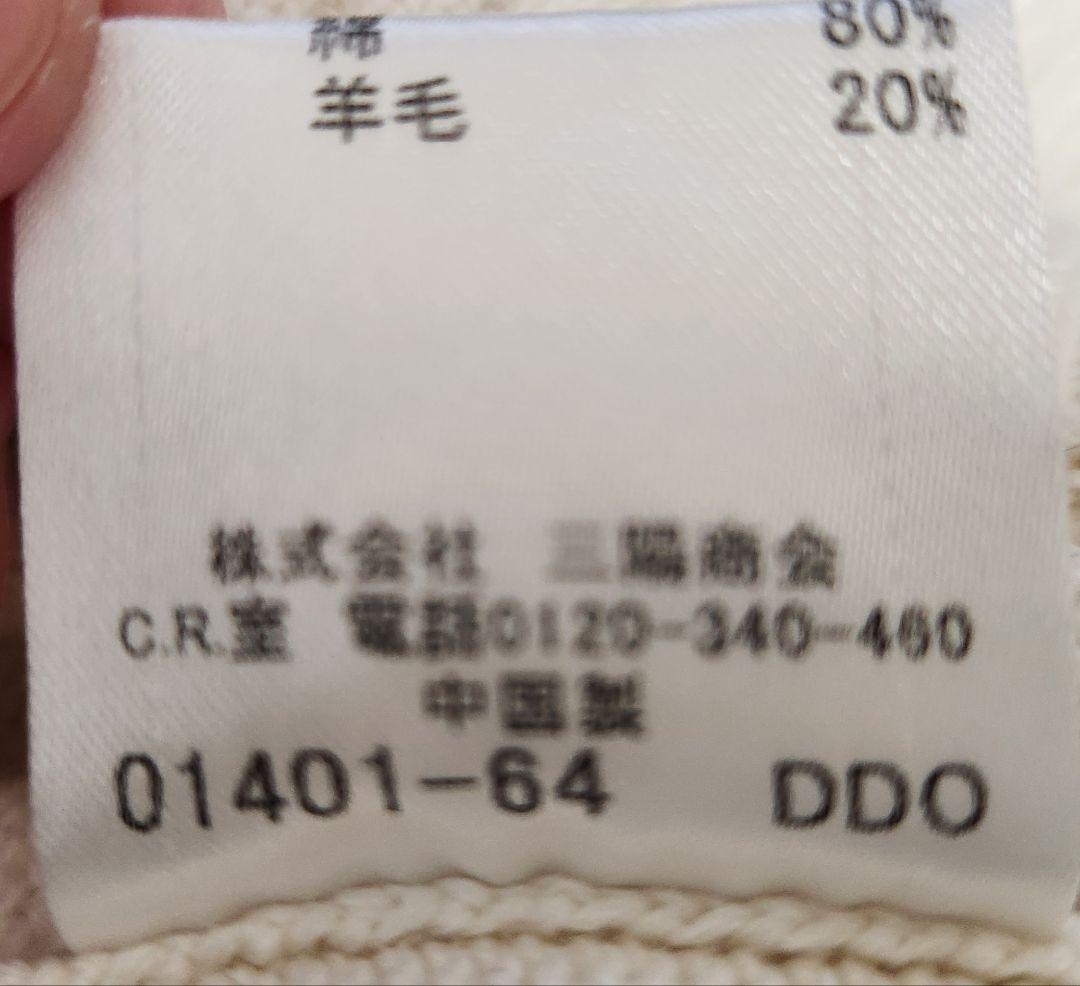 綿 80%
羊毛 20%
株式会社 三陽商会
C.R.室 電話0120-340-460
中国製
01401-64 DDO